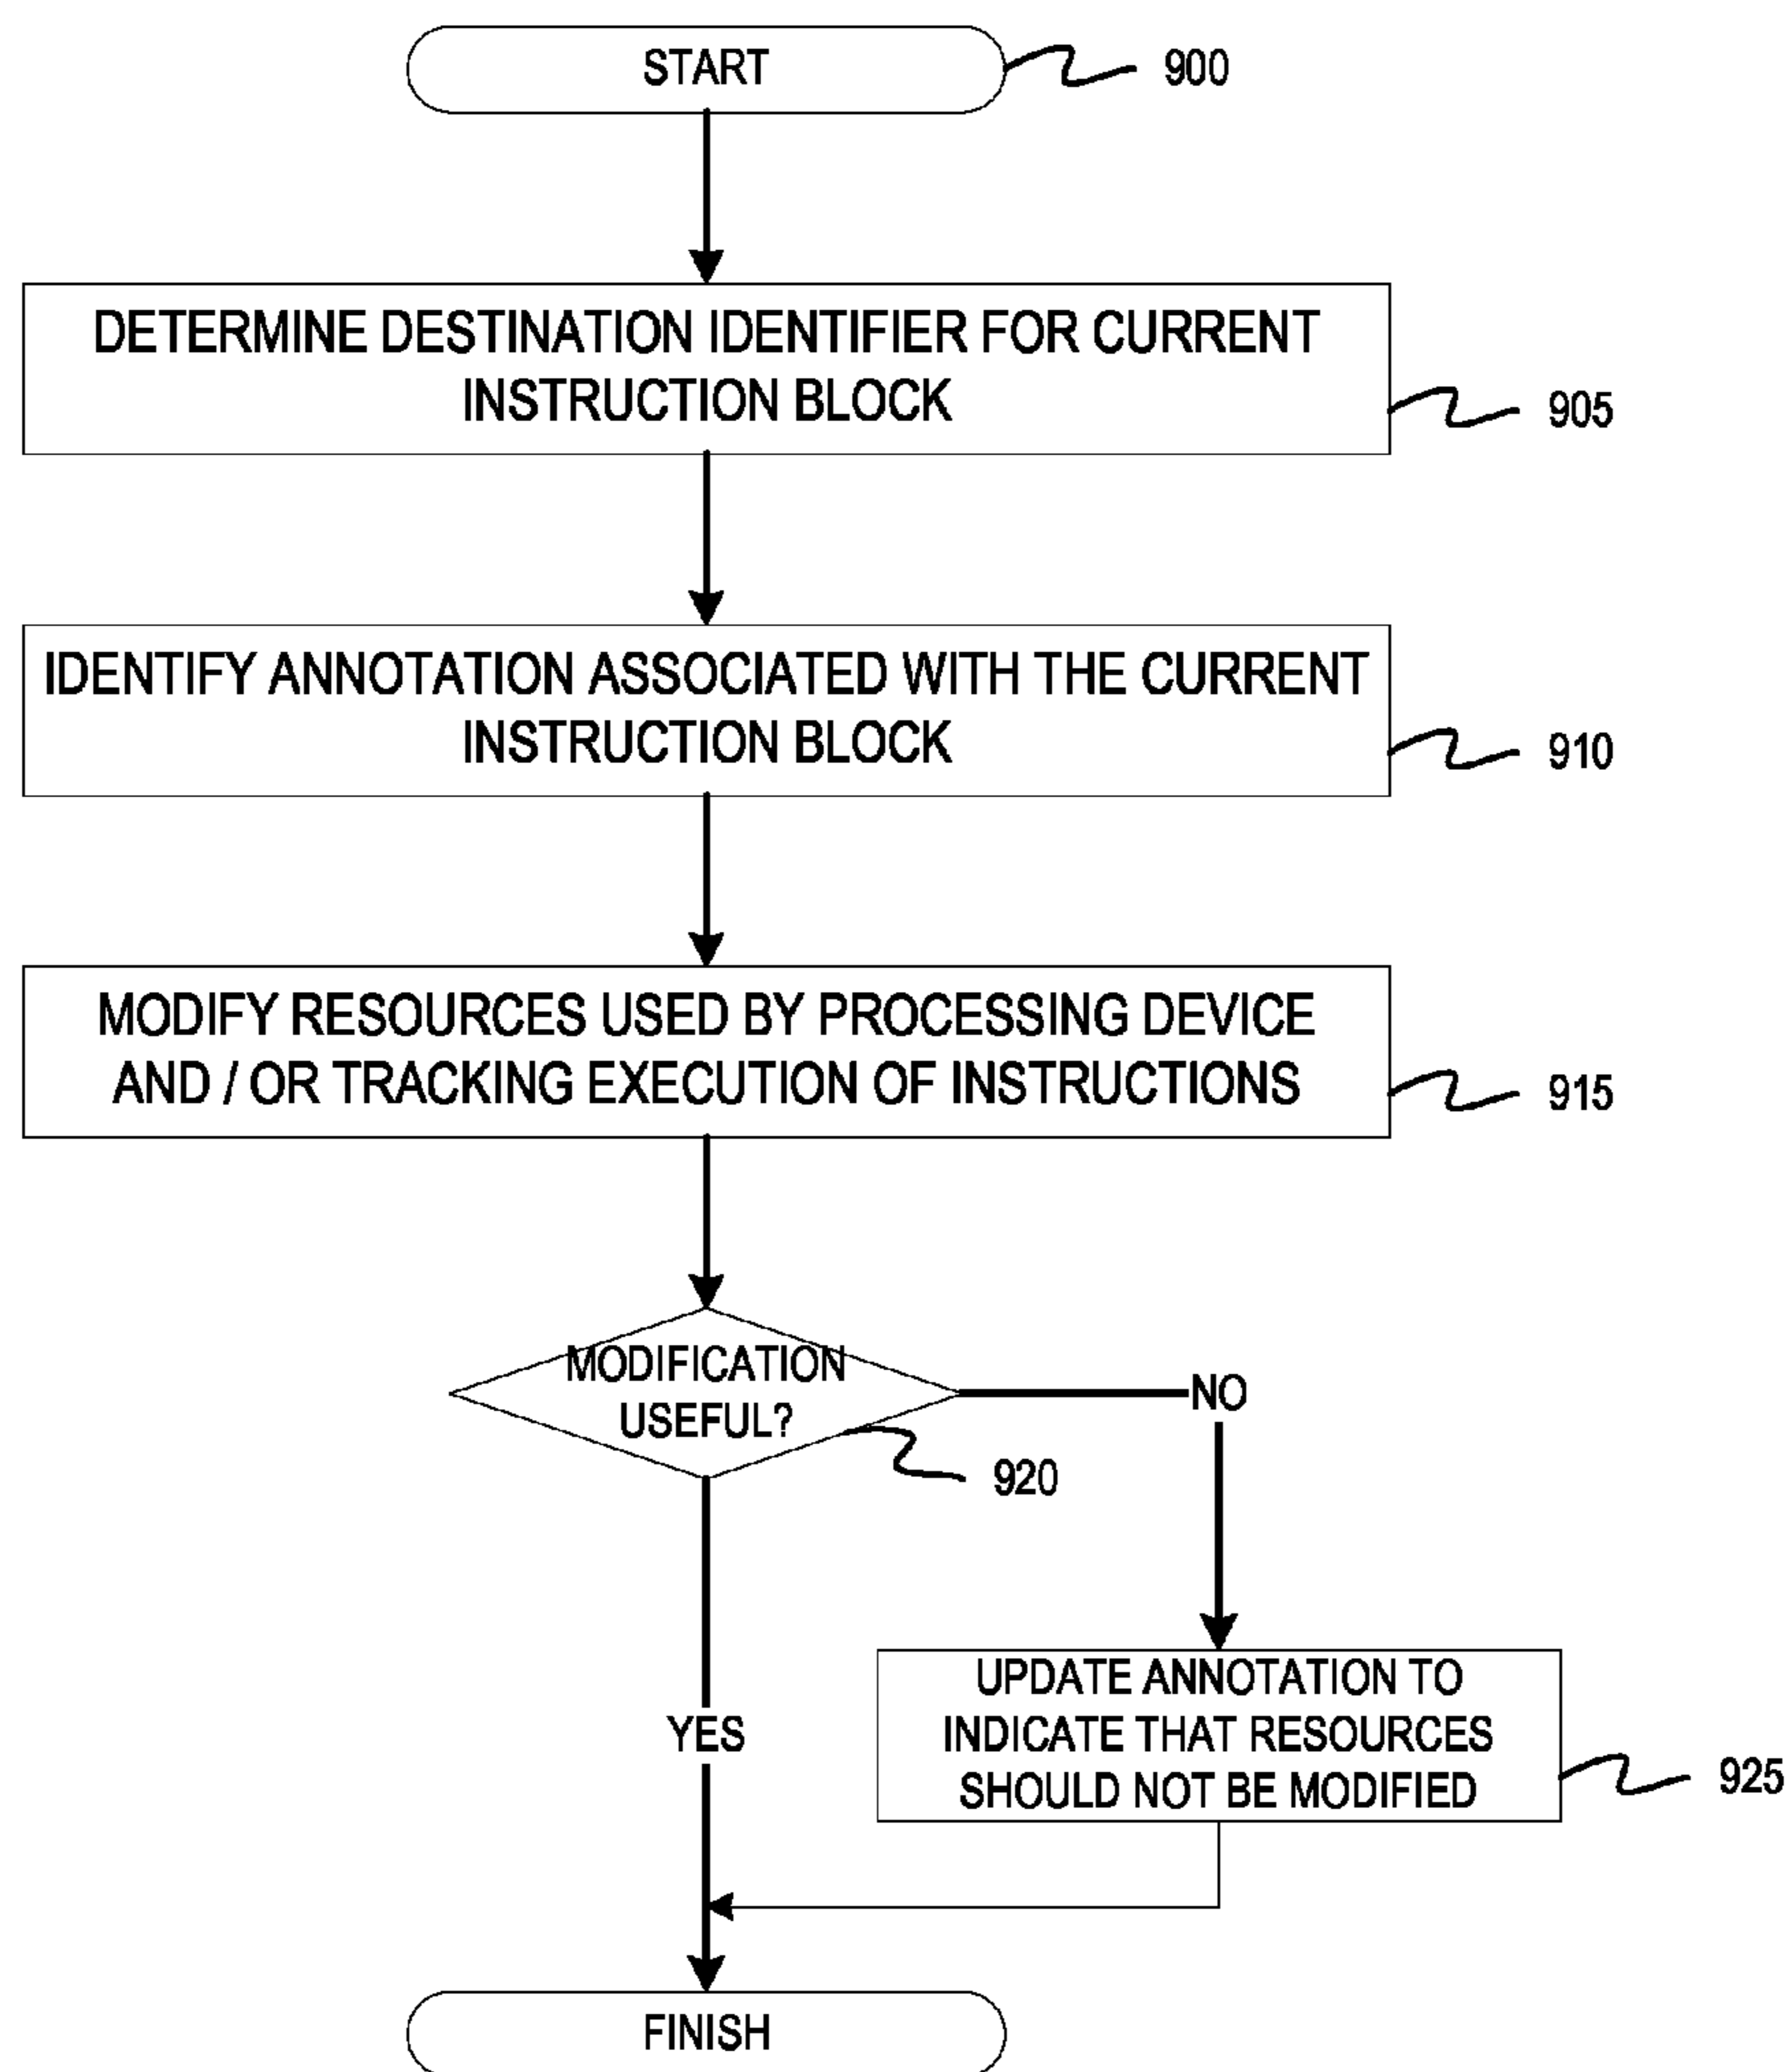 START
900
DETERMINE DESTINATION IDENTIFIER FOR CURRENT
INSTRUCTION BLOCK
905
IDENTIFY ANNOTATION ASSOCIATED WITH THE CURRENT
INSTRUCTION BLOCK
910
MODIFY RESOURCES USED BY PROCESSING DEVICE
AND / OR TRACKING EXECUTION OF INSTRUCTIONS
915
MODIFICATION
USEFUL?
NO
920
UPDATE ANNOTATION TO
INDICATE THAT RESOURCES
SHOULD NOT BE MODIFIED
YES
925
FINISH